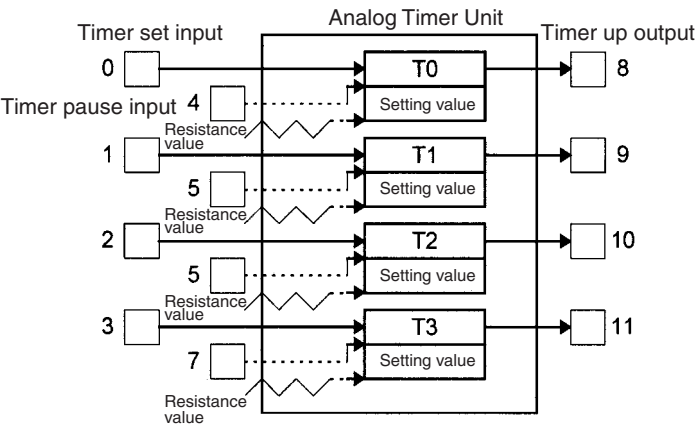 Analog Timer Unit
Timer set input
Timer up output
0
T0
8
Timer pause input
4
Setting value
Resistance
value
1
T1
9
5
Setting value
Resistance
value
2
T2
10
5
Setting value
Resistance
value
3
T3
11
7
Setting value
Resistance
value